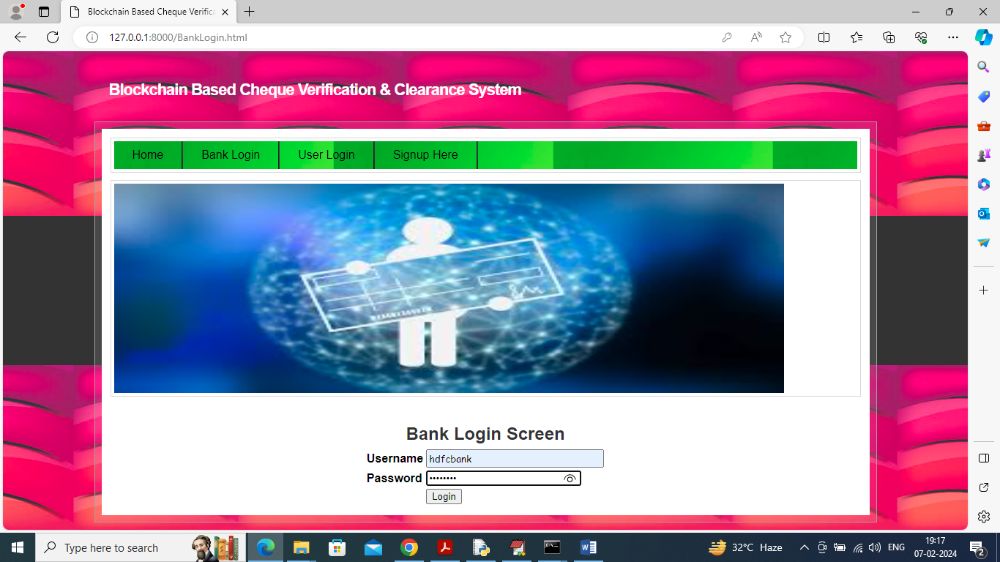 Blockchain Based Cheque Verifica
127.0.0.1:8000/BankLogin.html
Blockchain Based Cheque Verification & Clearance System
Home Bank Login User Login Signup Here
Bank Login Screen
Username hdfcbank
Password ••••••••
Login
Type here to search
32°C Haze
ENG
19:17
07-02-2024
2